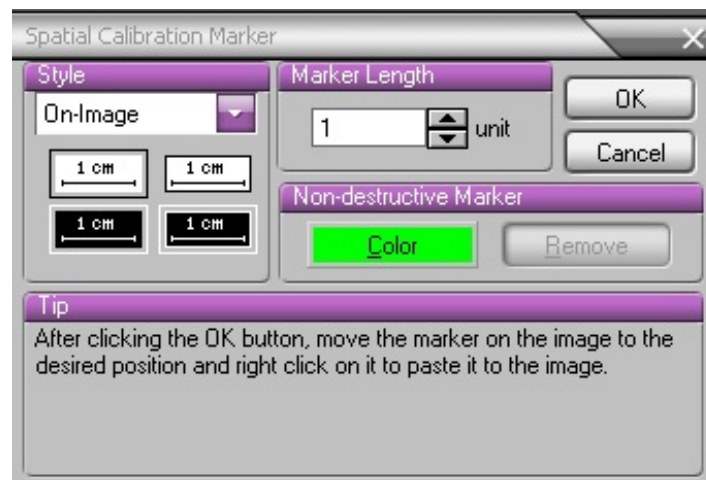 Spatial Calibration Marker
Style
On-Image
1 cm
1 cm
1 cm
1 cm
Marker Length
1 unit
OK
Cancel
Non-destructive Marker
Color
Remove
Tip
After clicking the OK button, move the marker on the image to the
desired position and right click on it to paste it to the image.